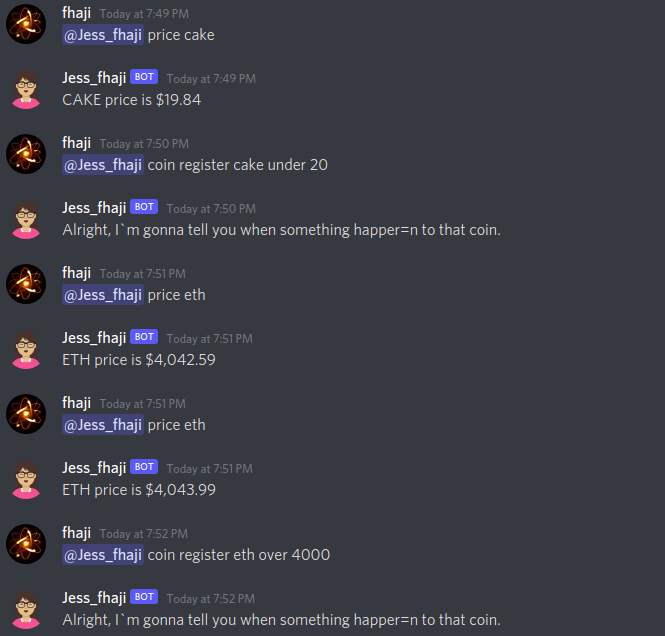 fhaji Today at 7:49 PM
@Jess_fhaji price cake
Jess_fhaji BOT Today at 7:49 PM
CAKE price is $19.84
fhaji Today at 7:50 PM
@Jess_fhaji coin register cake under 20
Jess_fhaji BOT Today at 7:50 PM
Alright, I`m gonna tell you when something happer=n to that coin.
fhaji Today at 7:51 PM
@Jess_fhaji price eth
Jess_fhaji BOT Today at 7:51 PM
ETH price is $4,042.59
fhaji Today at 7:51 PM
@Jess_fhaji price eth
Jess_fhaji BOT Today at 7:51 PM
ETH price is $4,043.99
fhaji Today at 7:52 PM
@Jess_fhaji coin register eth over 4000
Jess_fhaji BOT Today at 7:52 PM
Alright, I`m gonna tell you when something happer=n to that coin.